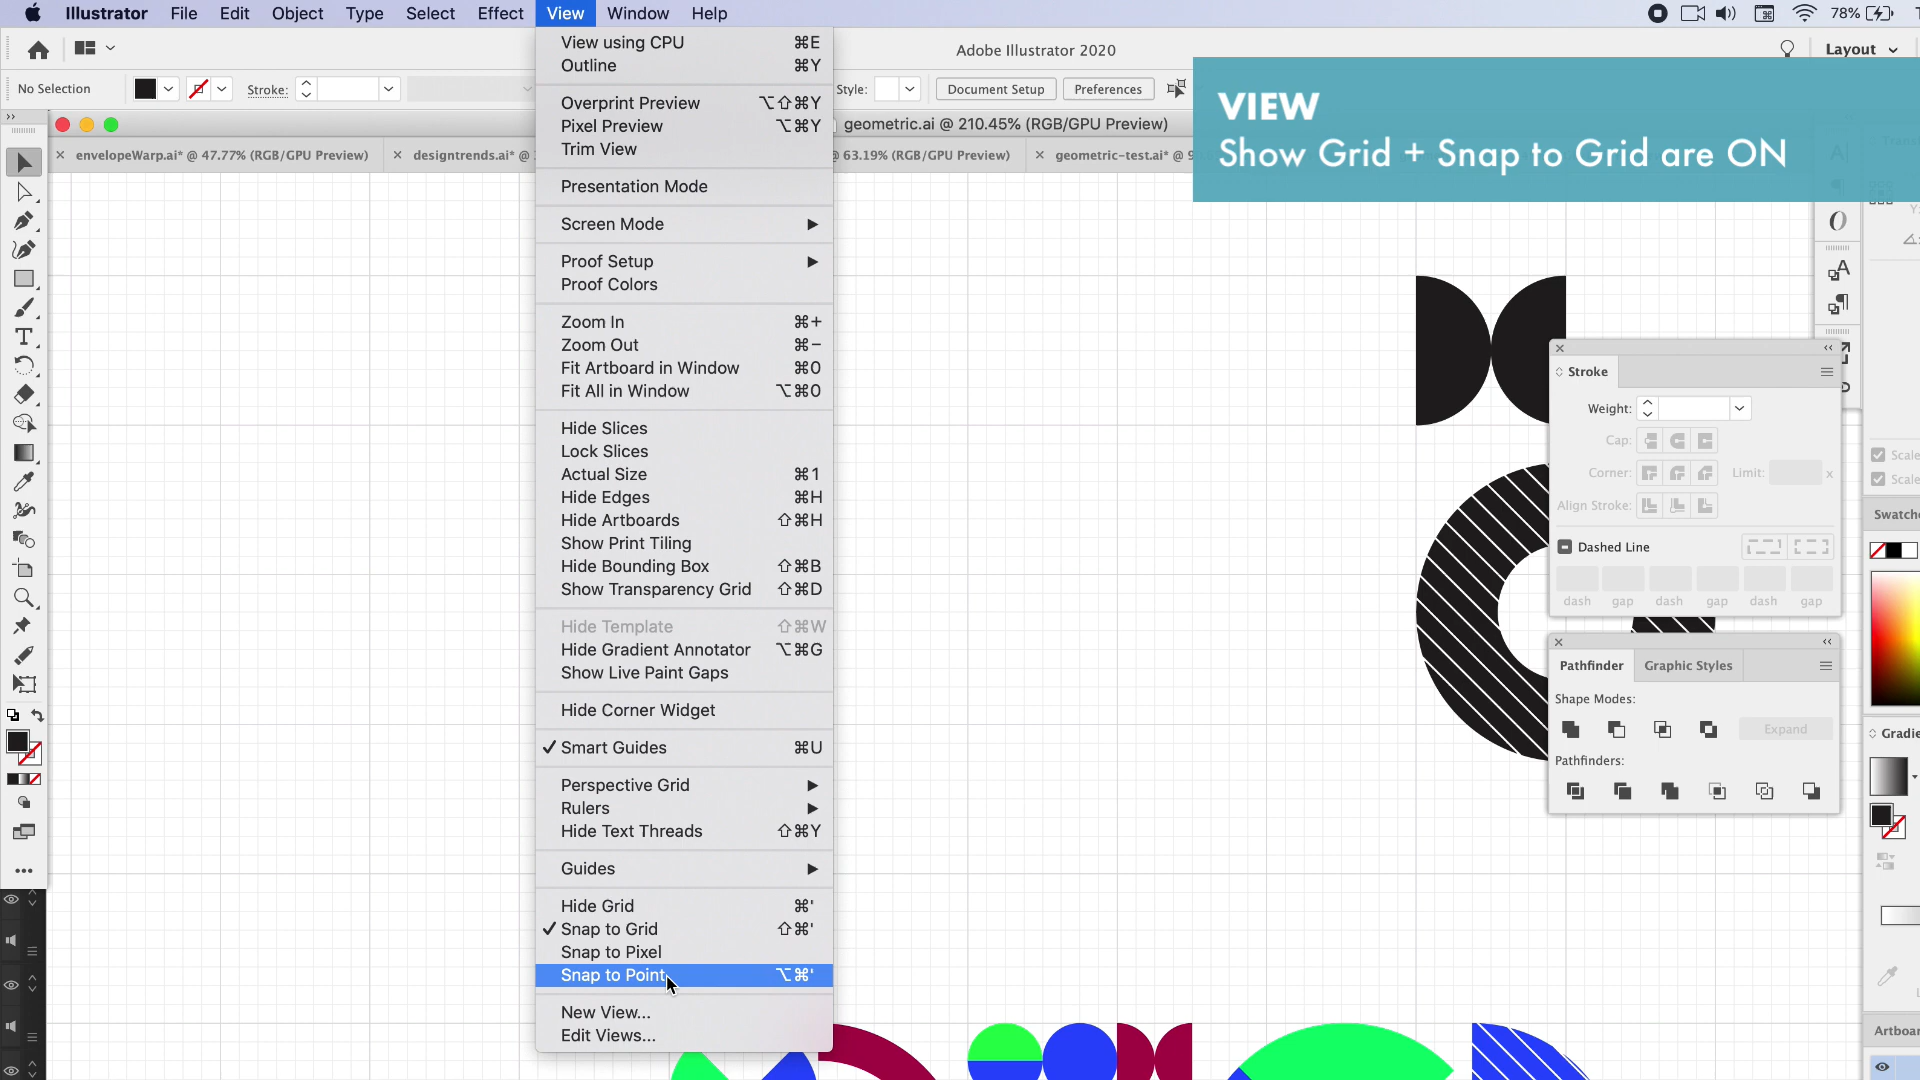 Illustrator File Edit Object Type Select Effect View Window Help
78%
Adobe Illustrator 2020
Layout
No Selection
Stroke:
Style:
Document Setup
Preferences
geometric.ai @ 210.45% (RGB/GPU Preview)
envelopeWarp.ai* @ 47.77% (RGB/GPU Preview)
designtrends.ai* @
@ 63.19% (RGB/GPU Preview)
geometric-test.ai* @
VIEW
Show Grid + Snap to Grid are ON
View using CPU ⌘E
Outline ⌘Y
Overprint Preview ⌥⇧⌘Y
Pixel Preview ⌥⌘Y
Trim View
Presentation Mode
Screen Mode
Proof Setup
Proof Colors
Zoom In ⌘+
Zoom Out ⌘−
Fit Artboard in Window ⌘0
Fit All in Window ⌥⌘0
Hide Slices
Lock Slices
Actual Size ⌘1
Hide Edges ⌘H
Hide Artboards ⇧⌘H
Show Print Tiling
Hide Bounding Box ⇧⌘B
Show Transparency Grid ⇧⌘D
Hide Template ⇧⌘W
Hide Gradient Annotator ⌥⌘G
Show Live Paint Gaps
Hide Corner Widget
✓ Smart Guides ⌘U
Perspective Grid
Rulers
Hide Text Threads ⇧⌘Y
Guides
Hide Grid ⌘'
✓ Snap to Grid ⇧⌘'
Snap to Pixel
Snap to Point ⌥⌘'
New View...
Edit Views...
Stroke
Weight:
Cap:
Corner:
Limit:
x
Align Stroke:
Dashed Line
dash gap dash gap dash gap
Pathfinder
Graphic Styles
Shape Modes:
Expand
Pathfinders:
Scale
Scale
Swatche
Gradie
Artboar